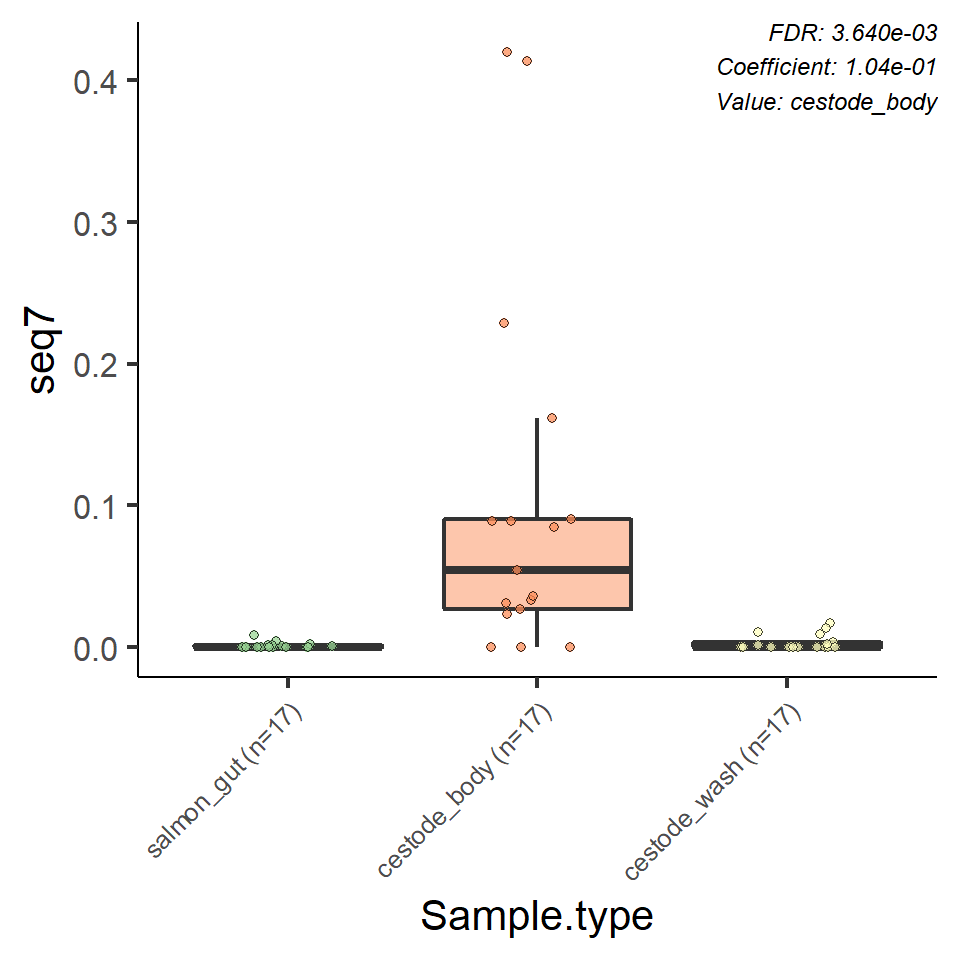 FDR: 3.640e-03
Coefficient: 1.04e-01
Value: cestode_body
0.4
0.3
0.2
0.1
0.0
seq7
salmon_gut (n=17)
cestode_body (n=17)
cestode_wash (n=17)
Sample.type